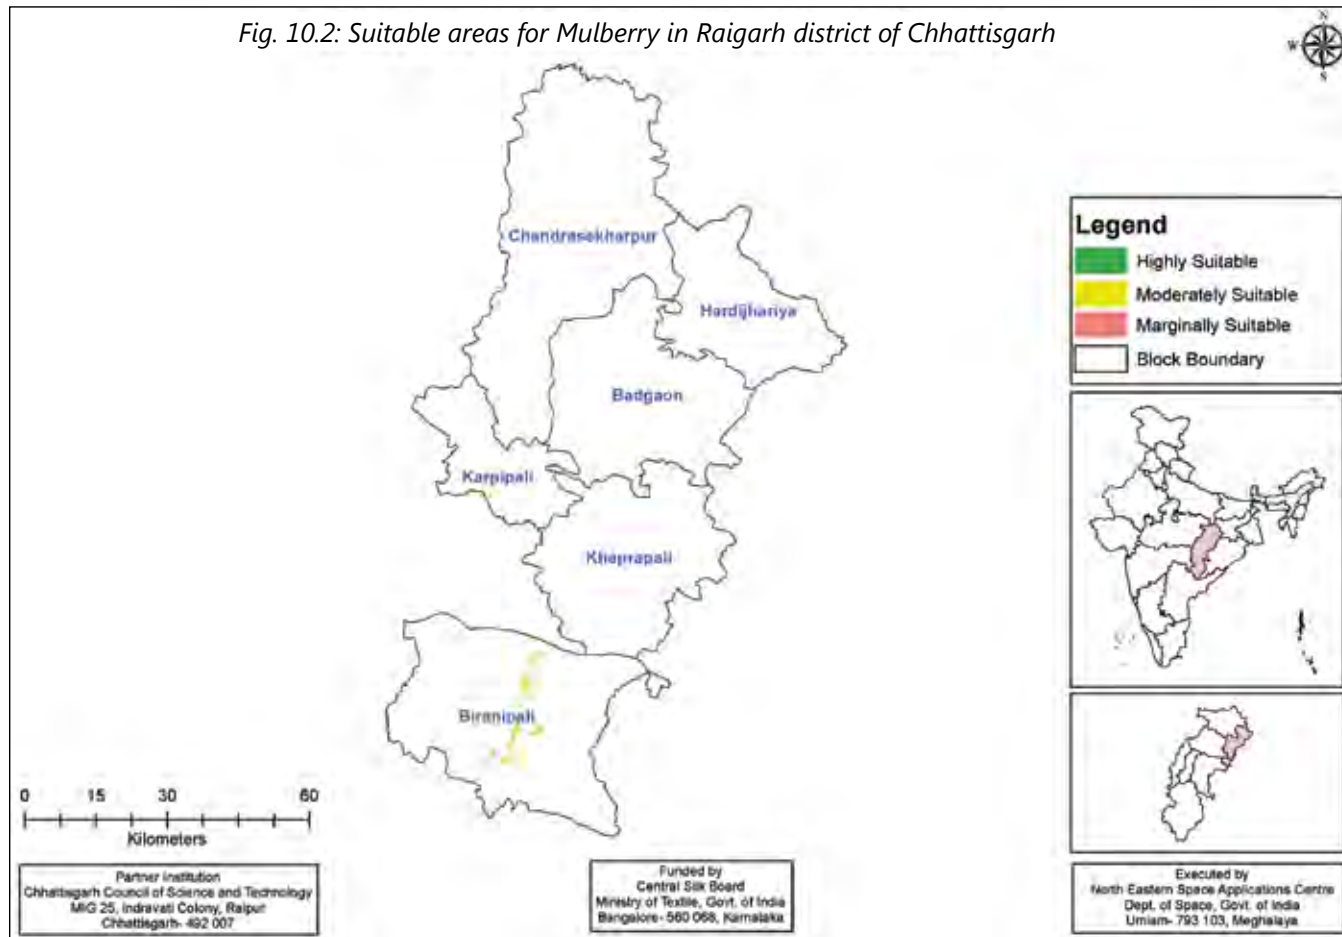 Fig. 10.2: Suitable areas for Mulberry in Raigarh district of Chhattisgarh
N
W
S
Chandrasekharpur
Hardijhariya
Badgaon
Karpipali
Kheprapali
Biranipali
Legend
Highly Suitable
Moderately Suitable
Marginally Suitable
Block Boundary
0 15 30 60
Kilometers
Partner Institution
Chhattisgarh Council of Science and Technology
MIG 25, Indravati Colony, Raipur
Chhattisgarh- 492 007
Funded by
Central Silk Board
Ministry of Textile, Govt. of India
Bangalore- 560 068, Karnataka
Executed by
North Eastern Space Applications Centre
Dept. of Space, Govt. of India
Umiam- 793 103, Meghalaya